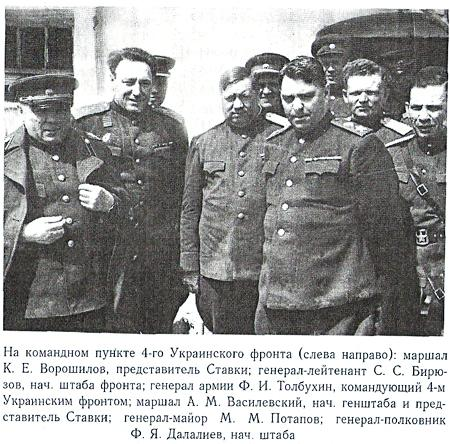 На командном пункте 4-го Украинского фронта (слева направо): маршал
К. Е. Ворошилов, представитель Ставки; генерал-лейтенант С. С. Бирю-
зов, нач. штаба фронта; генерал армии Ф. И. Толбухин, командующий 4-м
Украинским фронтом; маршал А. М. Василевский, нач. генштаба и пред-
ставитель Ставки; генерал-майор М. М. Потапов; генерал-полковник
Ф. Я. Далалиев, нач. штаба